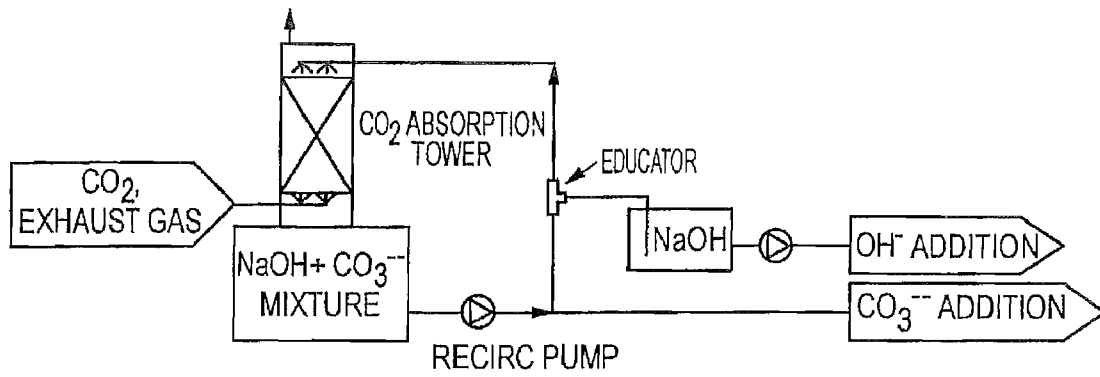 CO2 ABSORPTION
TOWER
EDUCATOR
CO2,
EXHAUST GAS
NaOH
OH- ADDITION
NaOH+ CO3--
MIXTURE
CO3-- ADDITION
RECIRC PUMP